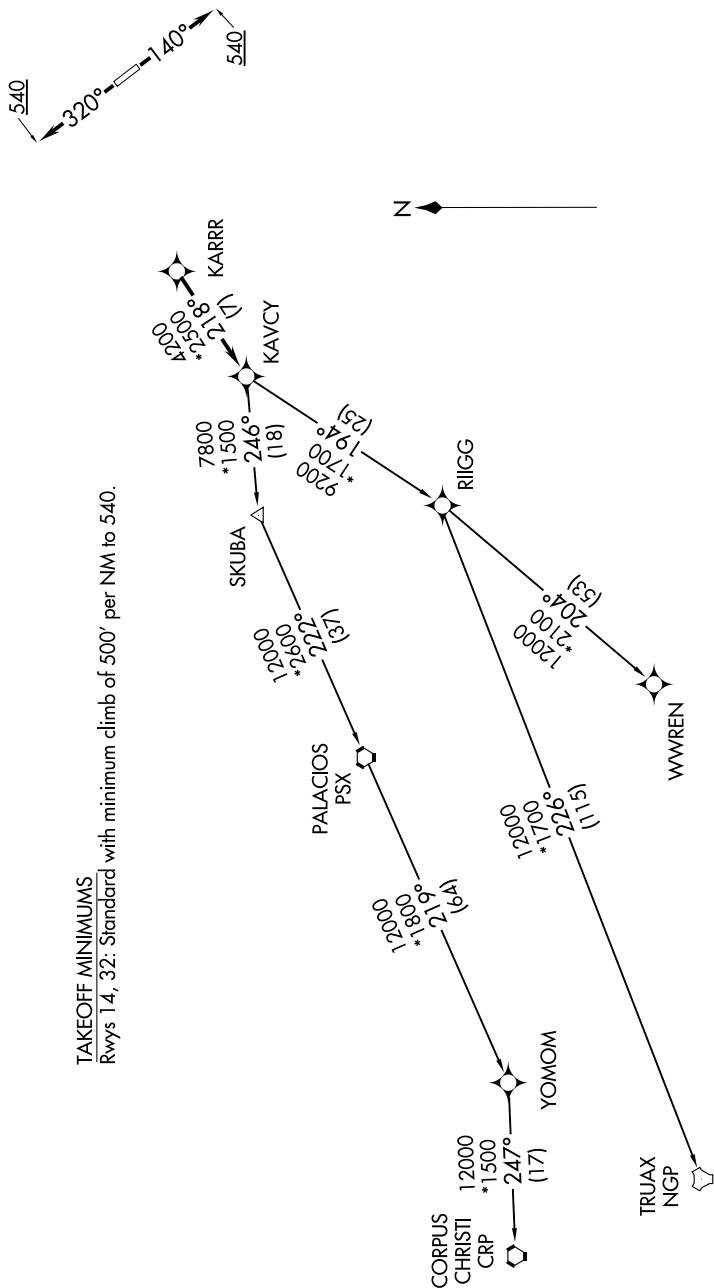 TAKEOFF MINIMUMS
Rwys 14, 32: Standard with minimum climb of 500' per NM to 540.
540
320°
140°
540
N
KARRR
4200
*2500
218°
(7)
KAVCY
7800
*1500
246°
(18)
SKUBA
9200
*1700
194°
(25)
RIIGG
12000
*2600
222°
(37)
PALACIOS
PSX
12000
*2100
204°
(53)
WWREN
12000
*1800
219°
(64)
YOMOM
12000
*1700
226°
(115)
TRUAX
NGP
12000
*1500
247°
(17)
CORPUS
CHRISTI
CRP